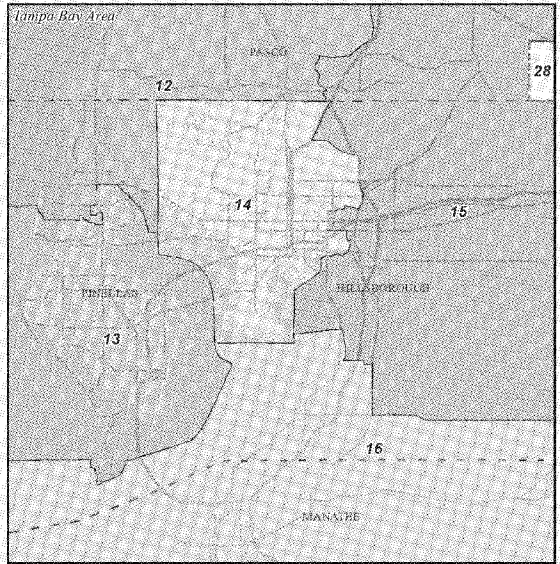 Tampa Bay Area
PASCO
28
12
14
15
PINELLAS
HILLSBOROUGH
13
16
MANATEE